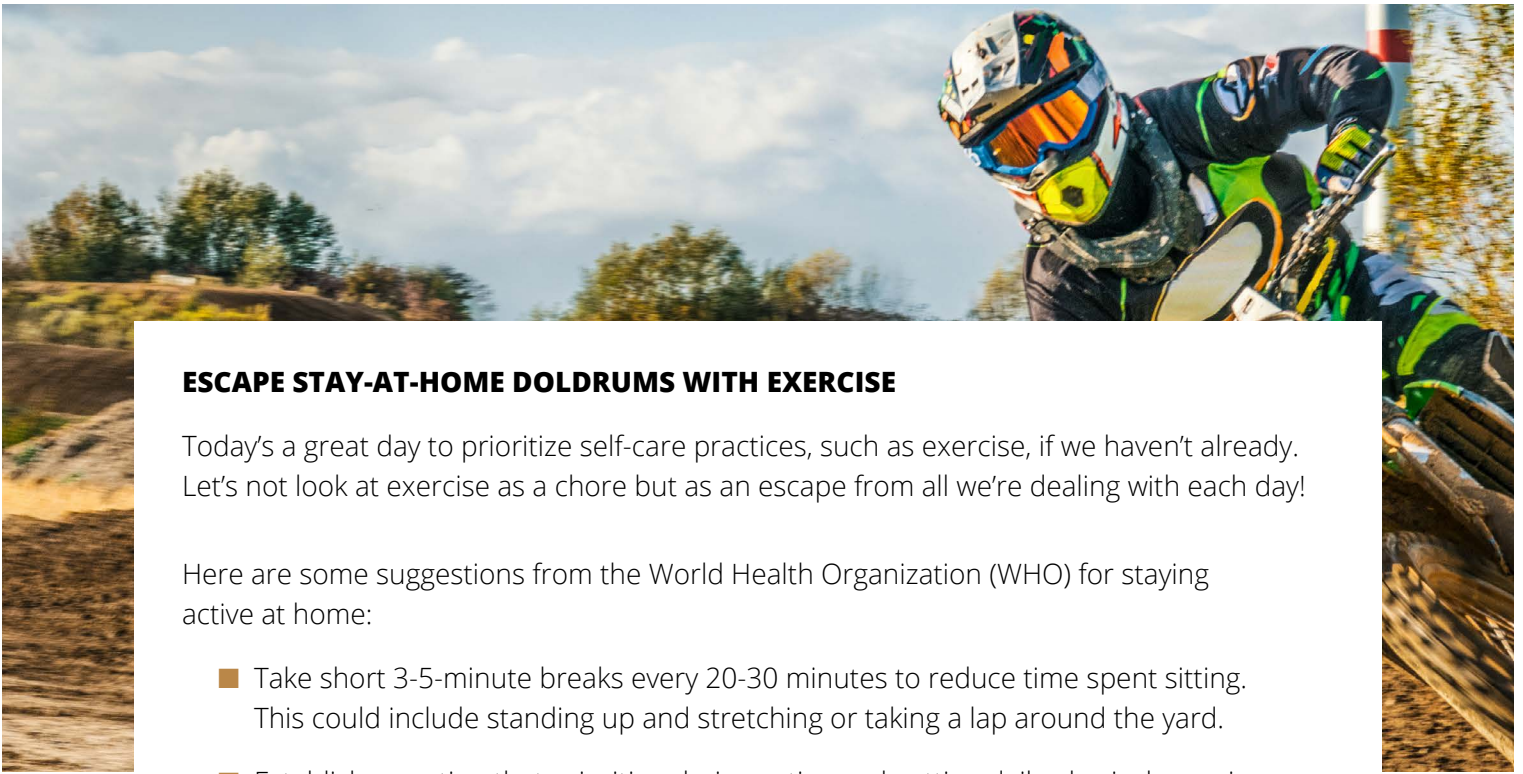 ESCAPE STAY-AT-HOME DOLDRUMS WITH EXERCISE
Today’s a great day to prioritize self-care practices, such as exercise, if we haven’t already.
Let’s not look at exercise as a chore but as an escape from all we’re dealing with each day!
Here are some suggestions from the World Health Organization (WHO) for staying
active at home:
■ Take short 3-5-minute breaks every 20-30 minutes to reduce time spent sitting.
This could include standing up and stretching or taking a lap around the yard.